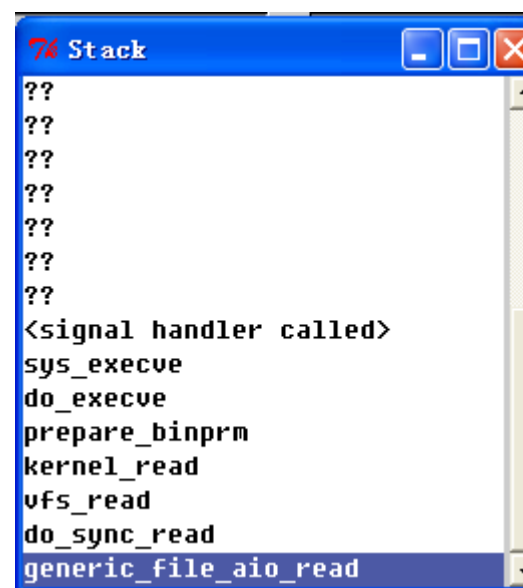 Stack
??
??
??
??
??
??
??
<signal handler called>
sys_execve
do_execve
prepare_binprm
kernel_read
vfs_read
do_sync_read
generic_file_aio_read